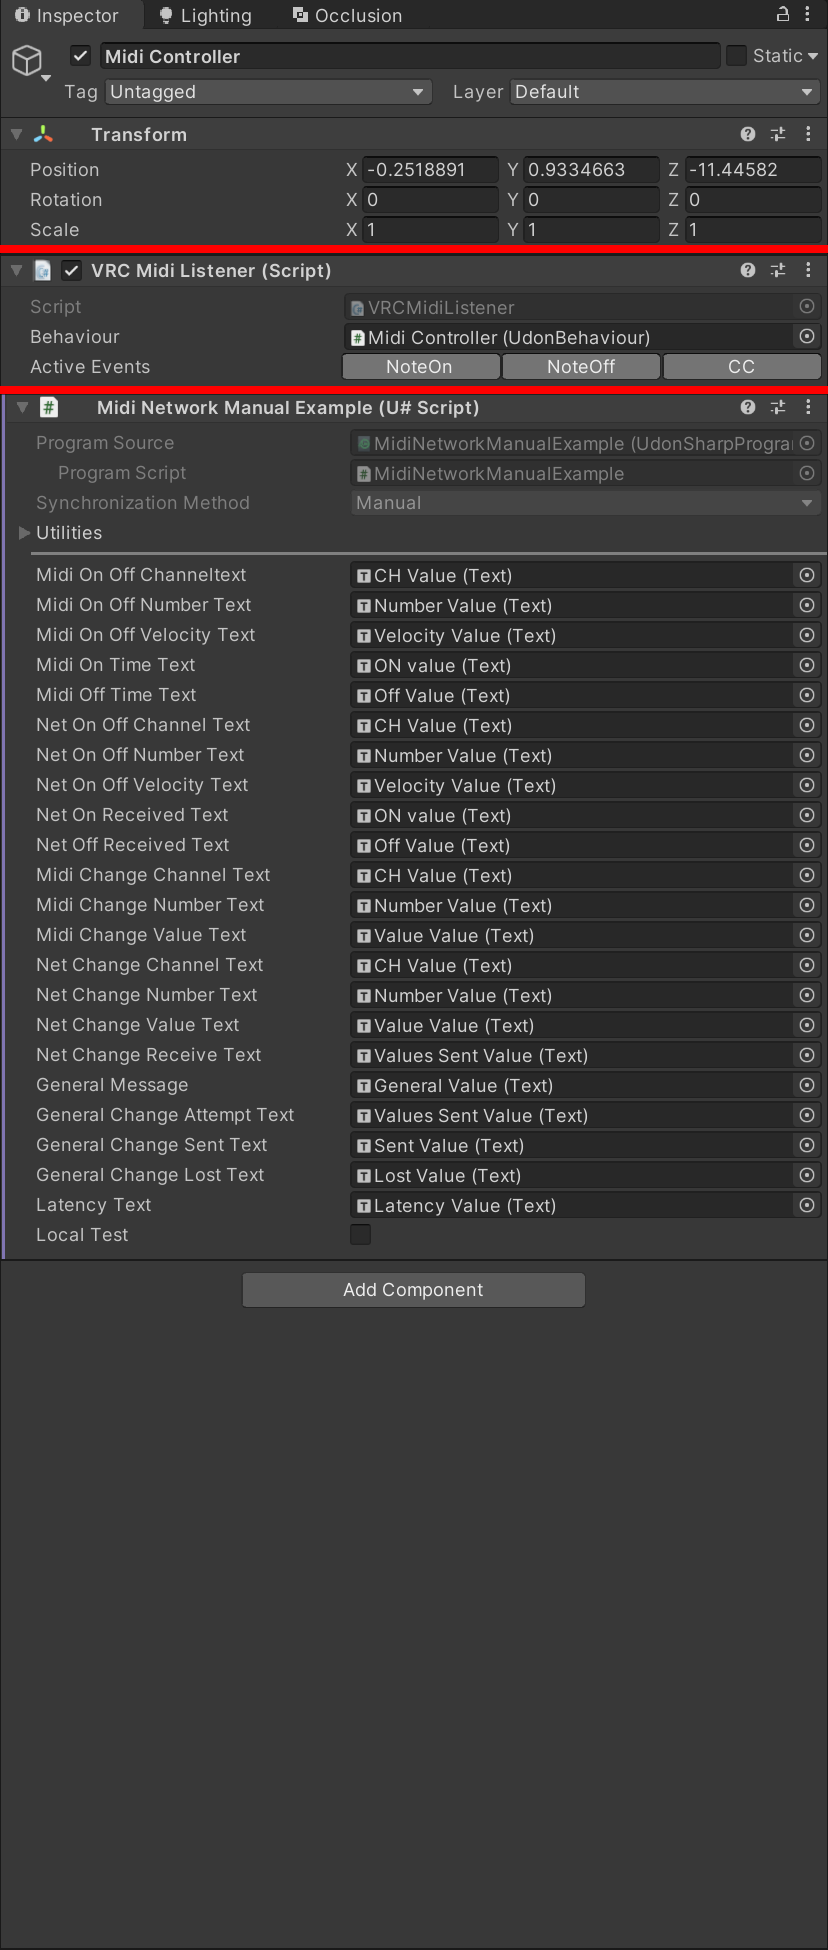 Inspector Lighting Occlusion
Midi Controller Static
Tag Untagged Layer Default
Transform
Position X -0.2518891 Y 0.9334663 Z -11.44582
Rotation X 0 Y 0 Z 0
Scale X 1 Y 1 Z 1
VRC Midi Listener (Script)
Script VRCMidiListener
Behaviour Midi Controller (UdonBehaviour)
Active Events NoteOn NoteOff CC
Midi Network Manual Example (U# Script)
Program Source MidiNetworkManualExample (UdonSharpProgra
Program Script MidiNetworkManualExample
Synchronization Method Manual
Utilities
Midi On Off Channeltext CH Value (Text)
Midi On Off Number Text Number Value (Text)
Midi On Off Velocity Text Velocity Value (Text)
Midi On Time Text ON value (Text)
Midi Off Time Text Off Value (Text)
Net On Off Channel Text CH Value (Text)
Net On Off Number Text Number Value (Text)
Net On Off Velocity Text Velocity Value (Text)
Net On Received Text ON value (Text)
Net Off Received Text Off Value (Text)
Midi Change Channel Text CH Value (Text)
Midi Change Number Text Number Value (Text)
Midi Change Value Text Value Value (Text)
Net Change Channel Text CH Value (Text)
Net Change Number Text Number Value (Text)
Net Change Value Text Value Value (Text)
Net Change Receive Text Values Sent Value (Text)
General Message General Value (Text)
General Change Attempt Text Values Sent Value (Text)
General Change Sent Text Sent Value (Text)
General Change Lost Text Lost Value (Text)
Latency Text Latency Value (Text)
Local Test
Add Component